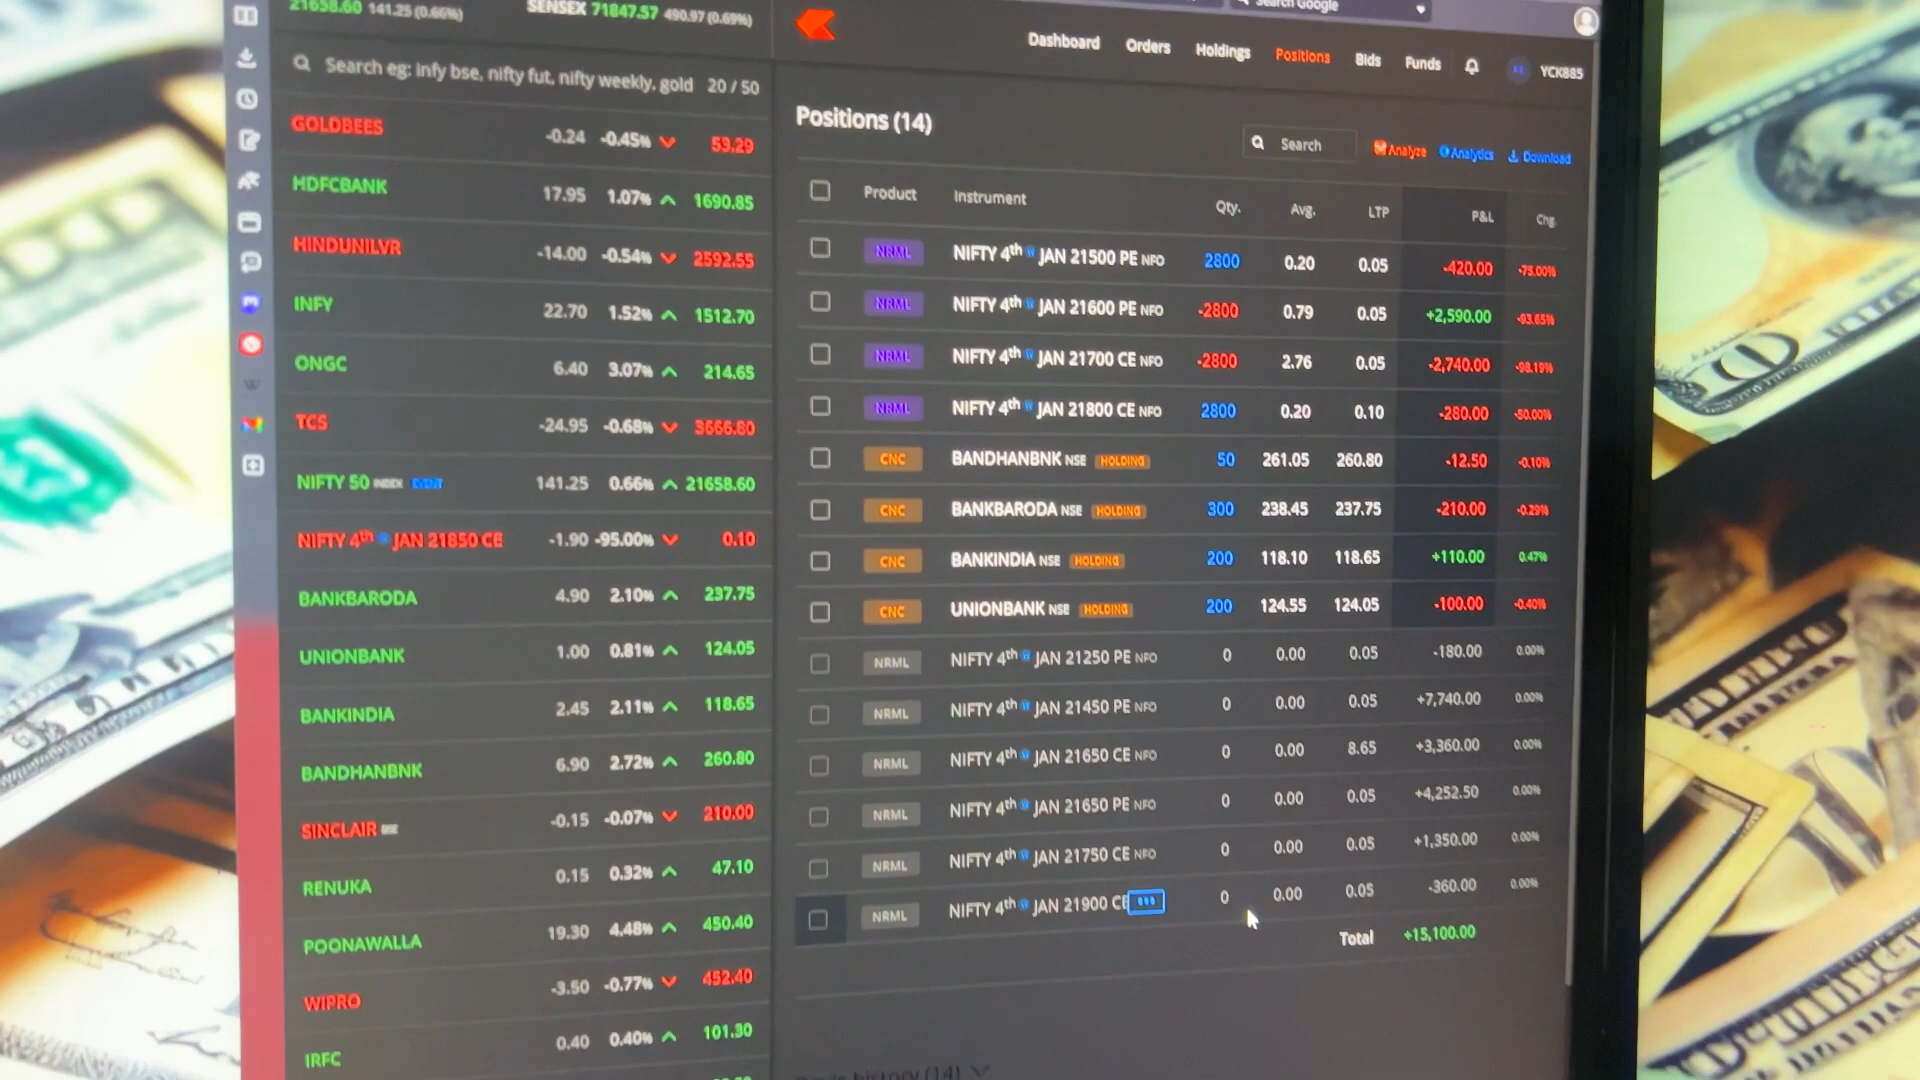 21658.60 141.25 (0.66%) SENSEX 71847.57 490.97 (0.69%)
Search eg: infy bse, nifty fut, nifty weekly, gold 20 / 50
GOLDBEES -0.24 -0.45% 53.29
HDFCBANK 17.95 1.07% 1690.85
HINDUNILVR -14.00 -0.54% 2592.55
INFY 22.70 1.52% 1512.70
ONGC 6.40 3.07% 214.65
TCS -24.95 -0.68% 3666.80
NIFTY 50 INDEX EVENT 141.25 0.66% 21658.60
NIFTY 4th W JAN 21850 CE -1.90 -95.00% 0.10
BANKBARODA 4.90 2.10% 237.75
UNIONBANK 1.00 0.81% 124.05
BANKINDIA 2.45 2.11% 118.65
BANDHANBNK 6.90 2.72% 260.80
SINCLAIR BSE -0.15 -0.07% 210.00
RENUKA 0.15 0.32% 47.10
POONAWALLA 19.30 4.48% 450.40
WIPRO -3.50 -0.77% 452.40
IRFC 0.40 0.40% 101.30
Search Google
Dashboard Orders Holdings Positions Bids Funds YCK885
Positions (14)
Search Analyze Analytics Download
Product Instrument Qty. Avg. LTP P&L Chg.
NRML NIFTY 4th W JAN 21500 PE NFO 2800 0.20 0.05 -420.00 -75.00%
NRML NIFTY 4th W JAN 21600 PE NFO -2800 0.79 0.05 +2,590.00 -93.65%
NRML NIFTY 4th W JAN 21700 CE NFO -2800 2.76 0.05 -2,740.00 -98.19%
NRML NIFTY 4th W JAN 21800 CE NFO 2800 0.20 0.10 -280.00 -50.00%
CNC BANDHANBNK NSE HOLDING 50 261.05 260.80 -12.50 -0.10%
CNC BANKBARODA NSE HOLDING 300 238.45 237.75 -210.00 -0.29%
CNC BANKINDIA NSE HOLDING 200 118.10 118.65 +110.00 0.47%
CNC UNIONBANK NSE HOLDING 200 124.55 124.05 -100.00 -0.40%
NRML NIFTY 4th W JAN 21250 PE NFO 0 0.00 0.05 -180.00 0.00%
NRML NIFTY 4th W JAN 21450 PE NFO 0 0.00 0.05 +7,740.00 0.00%
NRML NIFTY 4th W JAN 21650 CE NFO 0 0.00 8.65 +3,360.00 0.00%
NRML NIFTY 4th W JAN 21650 PE NFO 0 0.00 0.05 +4,252.50 0.00%
NRML NIFTY 4th W JAN 21750 CE NFO 0 0.00 0.05 +1,350.00 0.00%
NRML NIFTY 4th W JAN 21900 CE 0 0.00 0.05 -360.00 0.00%
Total +15,100.00
history (14)